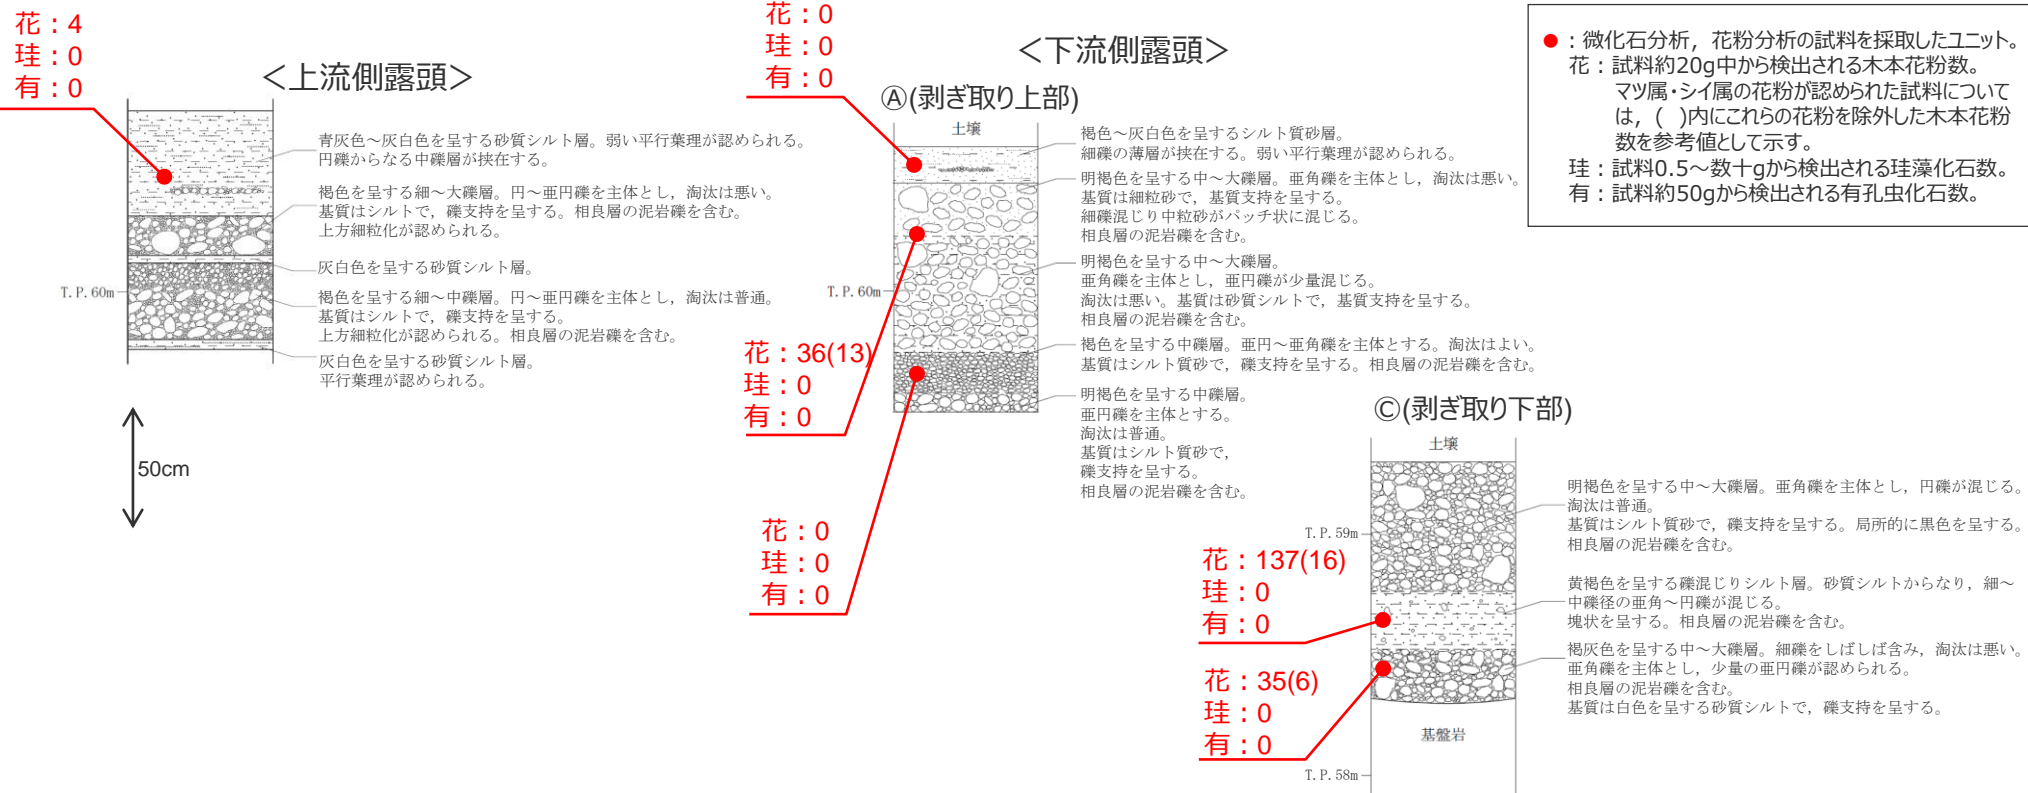 花：4
珪：0
有：0
＜上流側露頭＞
青灰色～灰白色を呈する砂質シルト層。弱い平行葉理が認められる。
円礫からなる中礫層が挟在する。
褐色を呈する細～大礫層。円～亜円礫を主体とし，淘汰は悪い。
基質はシルトで，礫支持を呈する。相良層の泥岩礫を含む。
上方細粒化が認められる。
灰白色を呈する砂質シルト層。
T.P.60m
褐色を呈する細～中礫層。円～亜円礫を主体とし，淘汰は普通。
基質はシルトで，礫支持を呈する。
上方細粒化が認められる。相良層の泥岩礫を含む。
灰白色を呈する砂質シルト層。
平行葉理が認められる。
50cm
花：0
珪：0
有：0
＜下流側露頭＞
Ⓐ(剥ぎ取り上部)
土壌
褐色～灰白色を呈するシルト質砂層。
細礫の薄層が挟在する。弱い平行葉理が認められる。
明褐色を呈する中～大礫層。亜角礫を主体とし，淘汰は悪い。
基質は細粒砂で，基質支持を呈する。
細礫混じり中粒砂がパッチ状に混じる。
相良層の泥岩礫を含む。
明褐色を呈する中～大礫層。
亜角礫を主体とし，亜円礫が少量混じる。
淘汰は悪い。基質は砂質シルトで，基質支持を呈する。
相良層の泥岩礫を含む。
T.P.60m
褐色を呈する中礫層。亜円～亜角礫を主体とする。淘汰はよい。
基質はシルト質砂で，礫支持を呈する。相良層の泥岩礫を含む。
明褐色を呈する中礫層。
亜円礫を主体とする。
淘汰は普通。
基質はシルト質砂で，
礫支持を呈する。
相良層の泥岩礫を含む。
花：36(13)
珪：0
有：0
花：0
珪：0
有：0
Ⓒ(剥ぎ取り下部)
土壌
明褐色を呈する中～大礫層。亜角礫を主体とし，円礫が混じる。
淘汰は普通。
基質はシルト質砂で，礫支持を呈する。局所的に黒色を呈する。
相良層の泥岩礫を含む。
T.P.59m
黄褐色を呈する礫混じりシルト層。砂質シルトからなり，細～
中礫径の亜角～円礫が混じる。
塊状を呈する。相良層の泥岩礫を含む。
褐灰色を呈する中～大礫層。細礫をしばしば含み，淘汰は悪い。
亜角礫を主体とし，少量の亜円礫が認められる。
相良層の泥岩礫を含む。
基質は白色を呈する砂質シルトで，礫支持を呈する。
基盤岩
T.P.58m
花：137(16)
珪：0
有：0
花：35(6)
珪：0
有：0
●：微化石分析，花粉分析の試料を採取したユニット。
花：試料約20g中から検出される木本花粉数。
マツ属・シイ属の花粉が認められた試料について
は，(　)内にこれらの花粉を除外した木本花粉
数を参考値として示す。
珪：試料0.5～数十gから検出される珪藻化石数。
有：試料約50gから検出される有孔虫化石数。